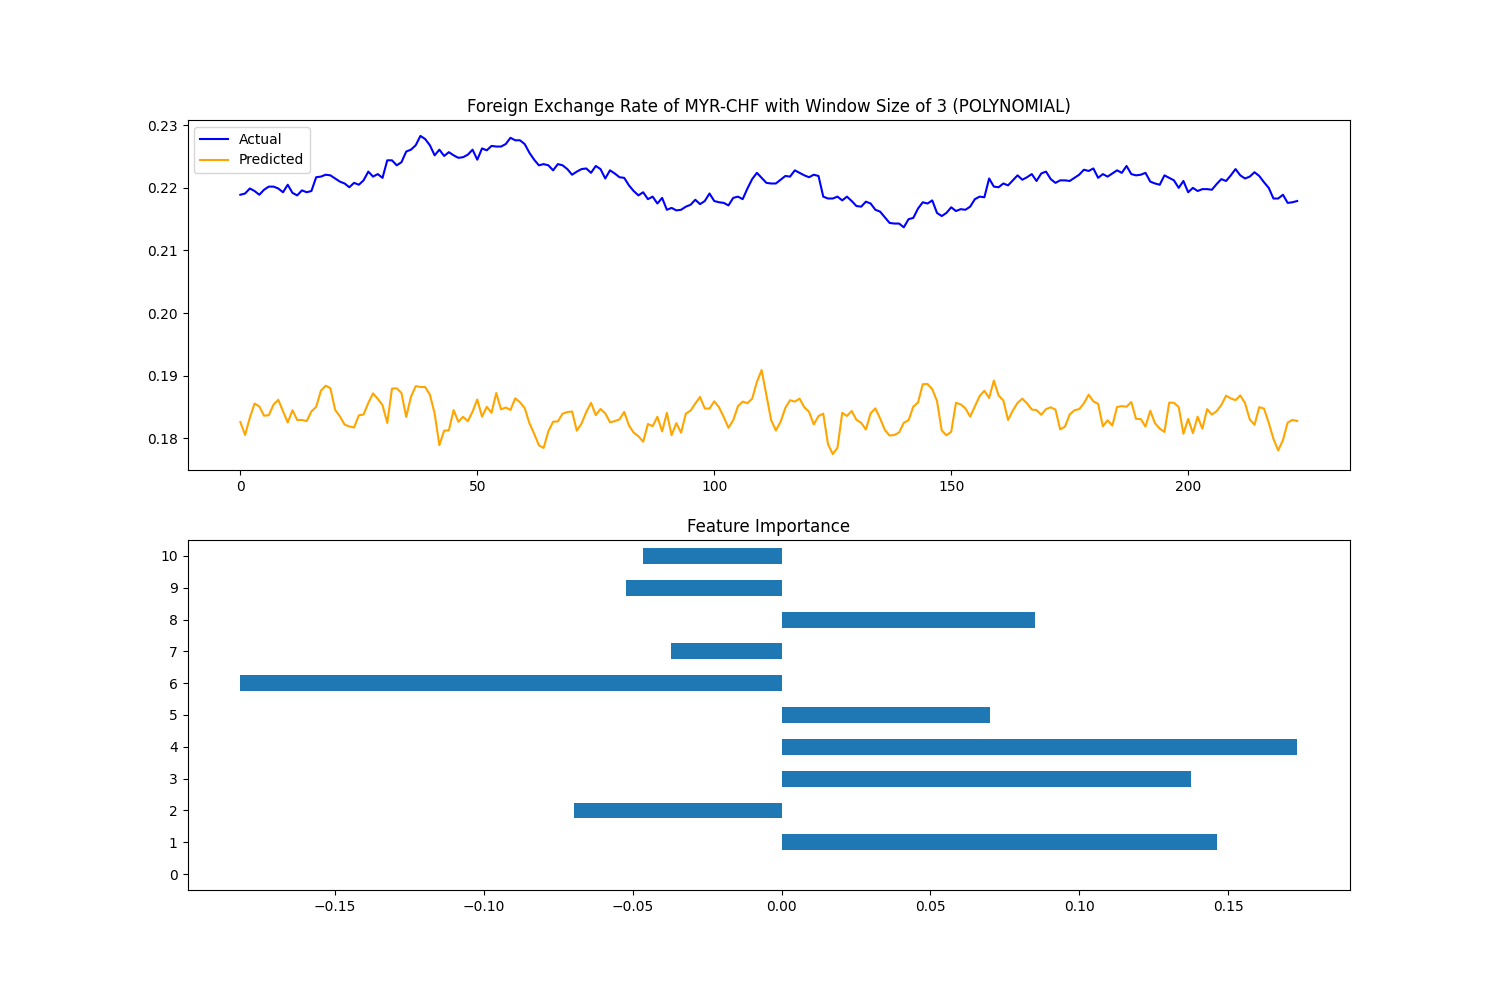 Foreign Exchange Rate of MYR-CHF with Window Size of 3 (POLYNOMIAL)
Actual
Predicted
0.23
0.22
0.21
0.20
0.19
0.18
0 50 100 150 200
Feature Importance
10
9
8
7
6
5
4
3
2
1
0
−0.15 −0.10 −0.05 0.00 0.05 0.10 0.15